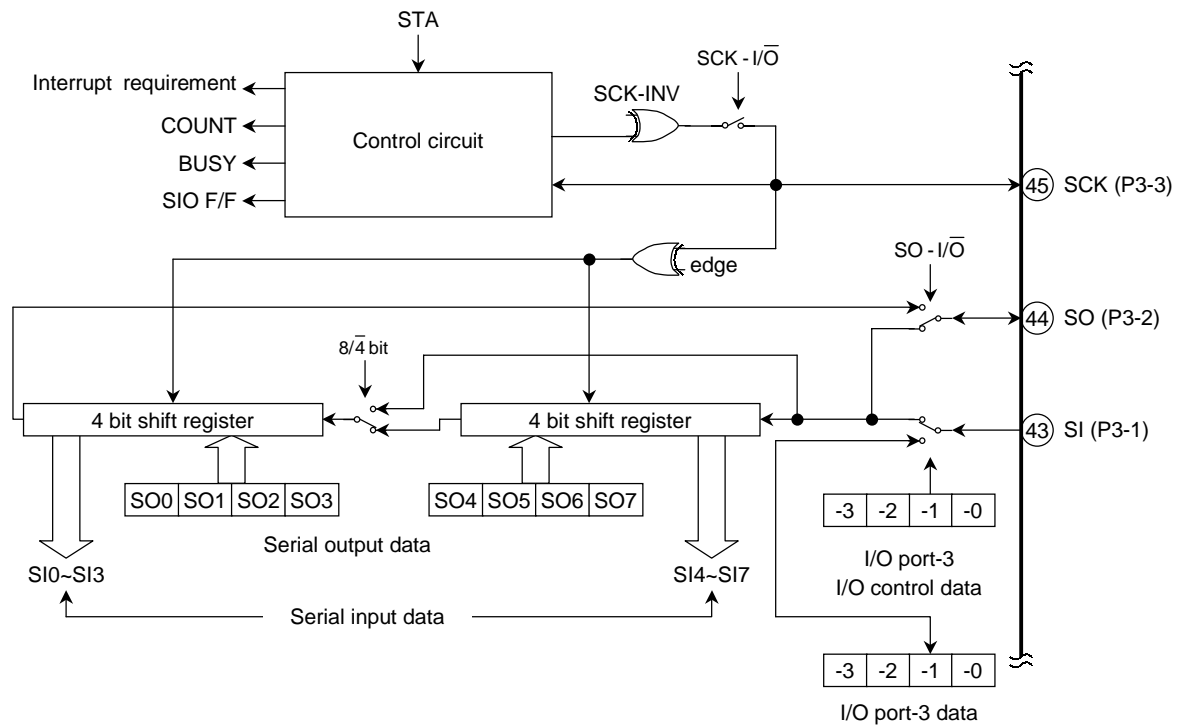 STA
SCK - I/O̅
Interrupt requirement
SCK-INV
COUNT
Control circuit
BUSY
SIO F/F
45 SCK (P3-3)
edge
SO - I/O̅
44 SO (P3-2)
8/4̅ bit
4 bit shift register
4 bit shift register
43 SI (P3-1)
SO0 SO1 SO2 SO3
SO4 SO5 SO6 SO7
-3 -2 -1 -0
Serial output data
I/O port-3
I/O control data
SI0~SI3
SI4~SI7
Serial input data
-3 -2 -1 -0
I/O port-3 data